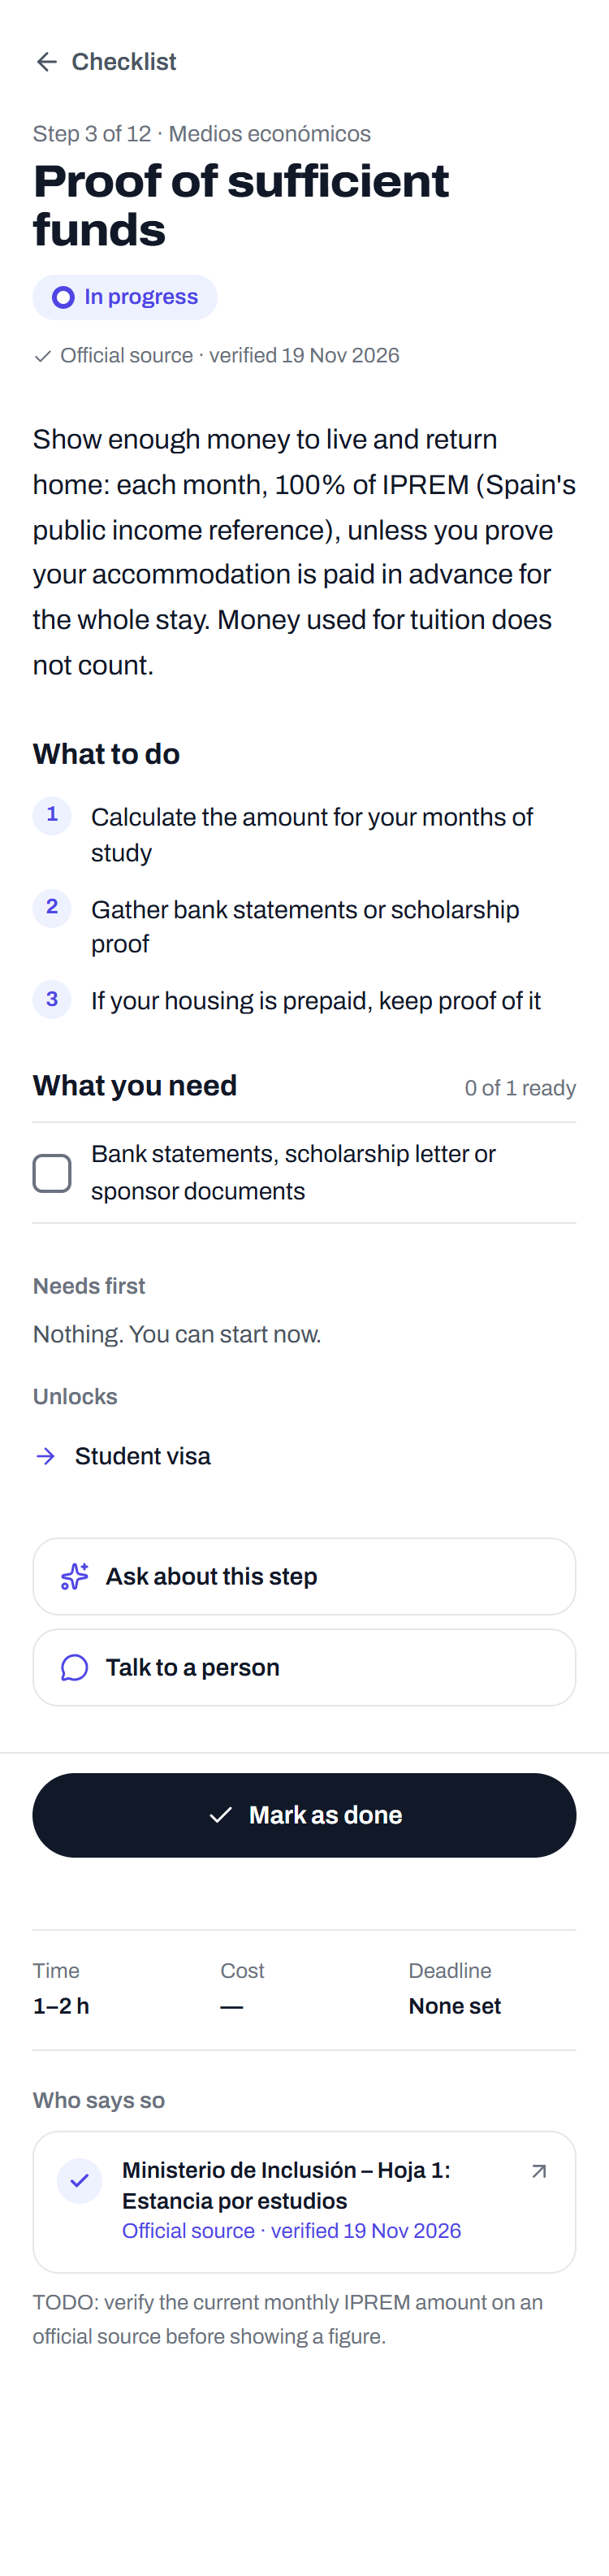 Checklist
Step 3 of 12 · Medios económicos
Proof of sufficient
funds
In progress
Official source · verified 19 Nov 2026
Show enough money to live and return
home: each month, 100% of IPREM (Spain's
public income reference), unless you prove
your accommodation is paid in advance for
the whole stay. Money used for tuition does
not count.
What to do
1 Calculate the amount for your months of
study
2 Gather bank statements or scholarship
proof
3 If your housing is prepaid, keep proof of it
What you need 0 of 1 ready
Bank statements, scholarship letter or
sponsor documents
Needs first
Nothing. You can start now.
Unlocks
Student visa
Ask about this step
Talk to a person
Mark as done
Time Cost Deadline
1–2 h — None set
Who says so
Ministerio de Inclusión – Hoja 1:
Estancia por estudios
Official source · verified 19 Nov 2026
TODO: verify the current monthly IPREM amount on an
official source before showing a figure.